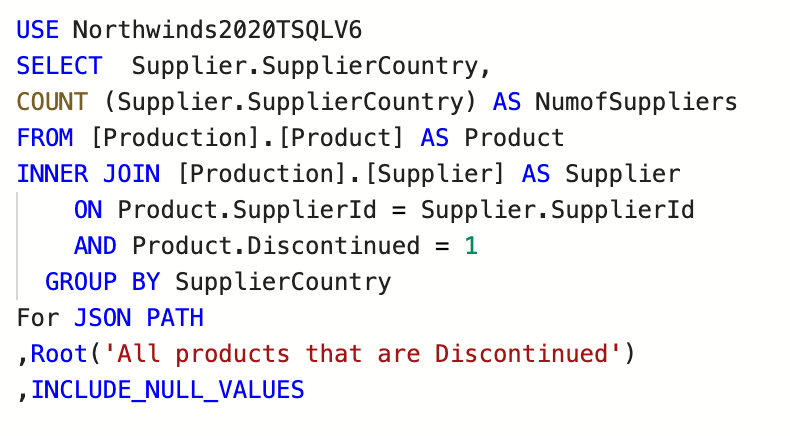 USE Northwinds2020TSQLV6
SELECT  Supplier.SupplierCountry,
COUNT (Supplier.SupplierCountry) AS NumofSuppliers
FROM [Production].[Product] AS Product
INNER JOIN [Production].[Supplier] AS Supplier
    ON Product.SupplierId = Supplier.SupplierId
    AND Product.Discontinued = 1
  GROUP BY SupplierCountry
For JSON PATH
,Root('All products that are Discontinued')
,INCLUDE_NULL_VALUES